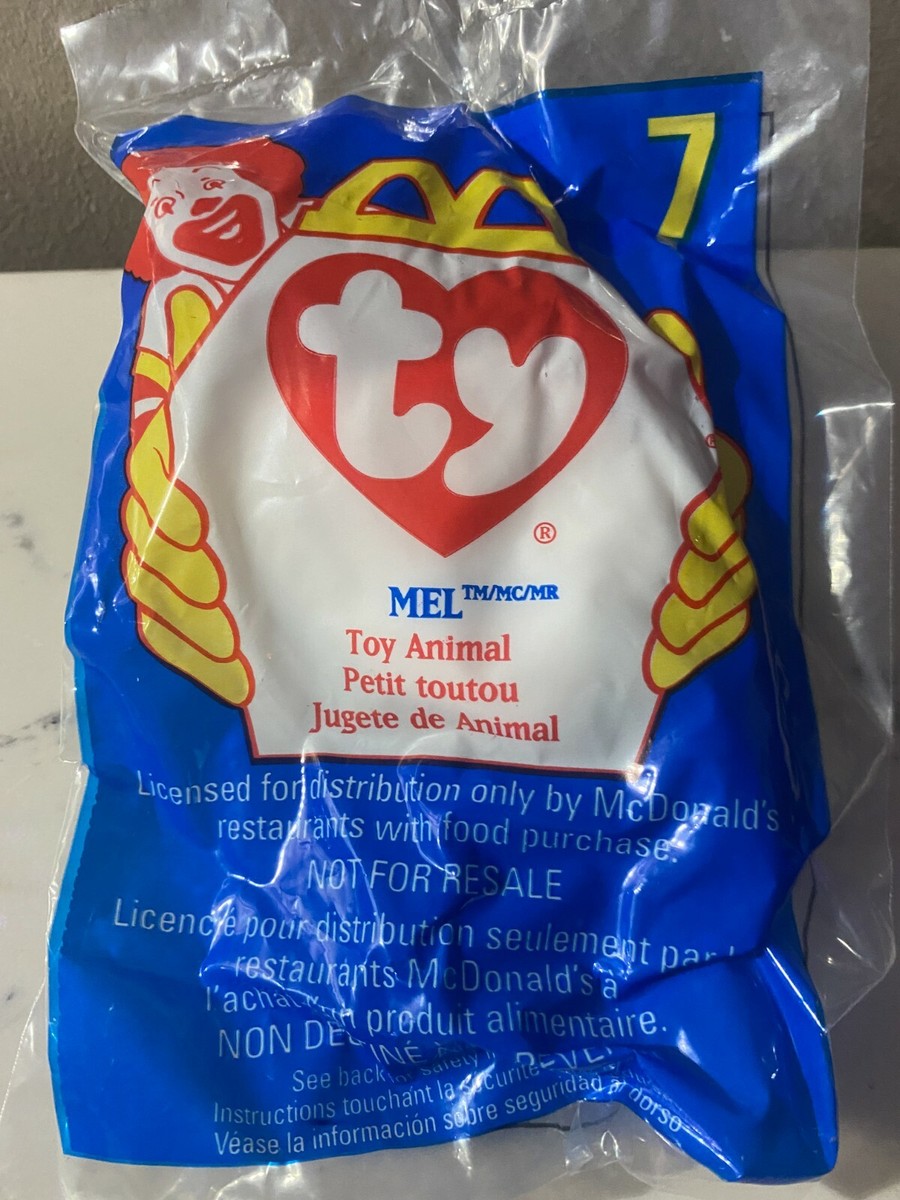 7
ty
®
MEL TM/MC/MR
Toy Animal
Petit toutou
Jugete de Animal
Licensed for distribution only by McDonald's
restaurants with food purchase.
NOT FOR RESALE
Licencié pour distribution seulement par
restaurants McDonald's à
l'achat produit alimentaire.
NON
See back safety
Instructions touchant la sécurité
Véase la información sobre seguridad al dorso